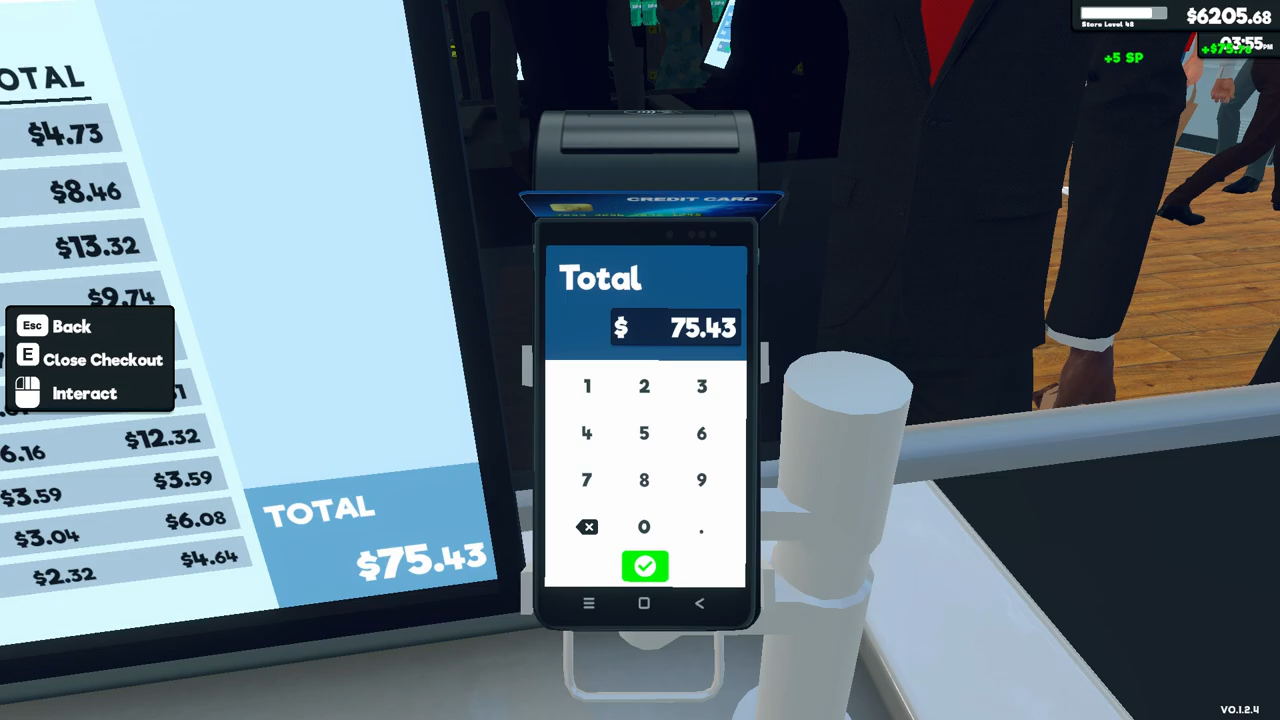 OTAL
$4.73
$8.46
$13.32
$9.74
Esc Back
E Close Checkout
Interact
6.16 $12.32
$3.59 $3.59
$3.04 $6.08
$2.32 $4.64
TOTAL
$75.43
CREDIT CARD
Total
$ 75.43
1 2 3
4 5 6
7 8 9
0 .
Store Level 48
$6205.68
03:55PM
+5 SP
V0.1.2.4